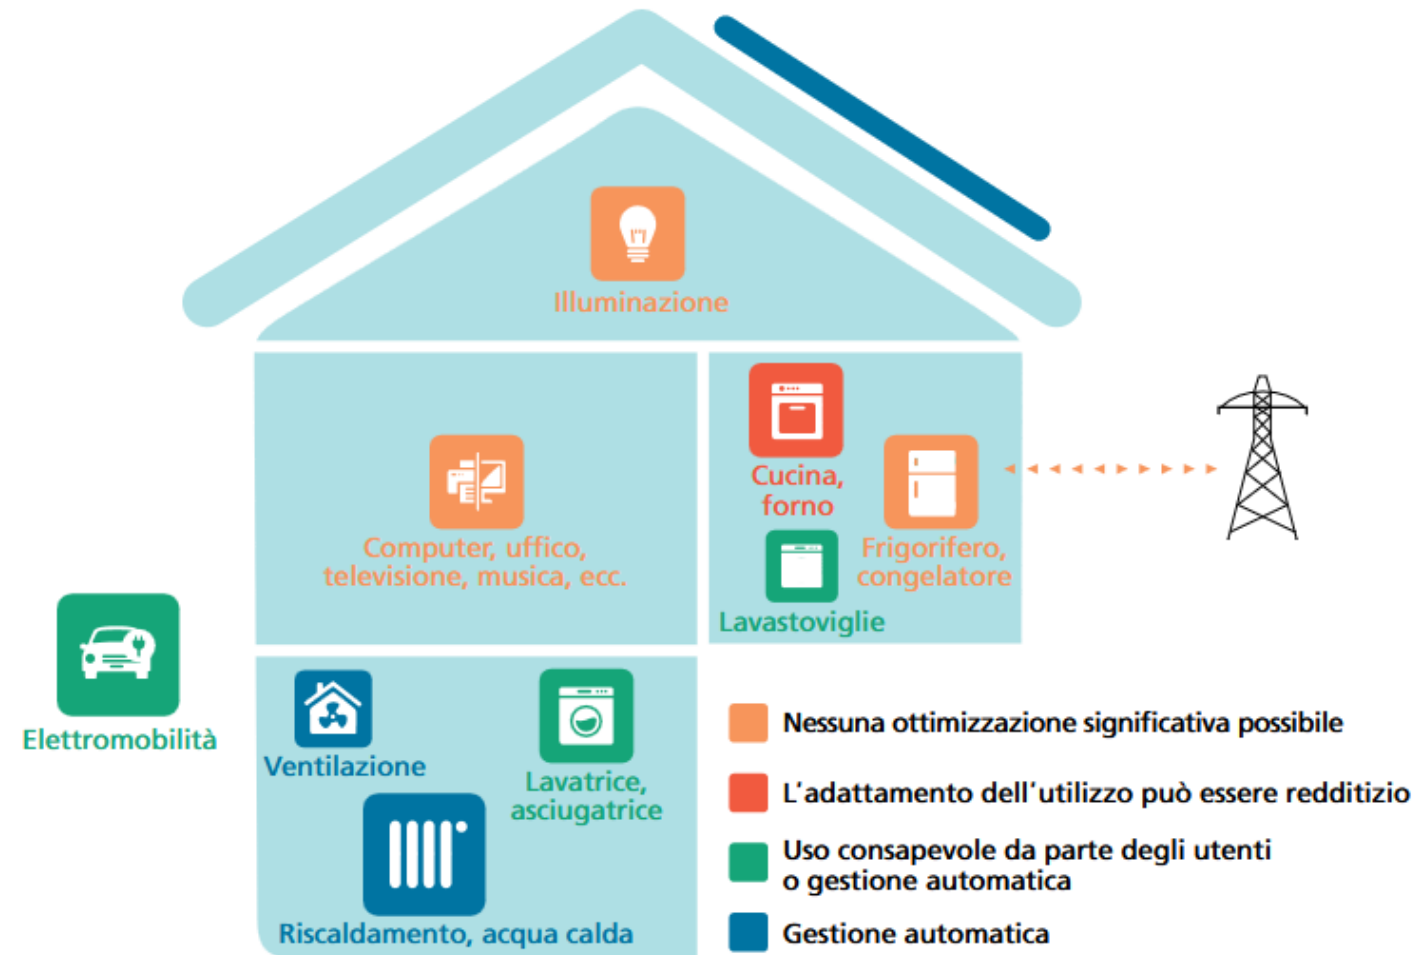 Illuminazione
Cucina,
forno
Computer, uffico,
televisione, musica, ecc.
Frigorifero,
congelatore
Lavastoviglie
Elettromobilità
Ventilazione
Lavatrice,
asciugatrice
Riscaldamento, acqua calda
Nessuna ottimizzazione significativa possibile
L'adattamento dell'utilizzo può essere redditizio
Uso consapevole da parte degli utenti
o gestione automatica
Gestione automatica